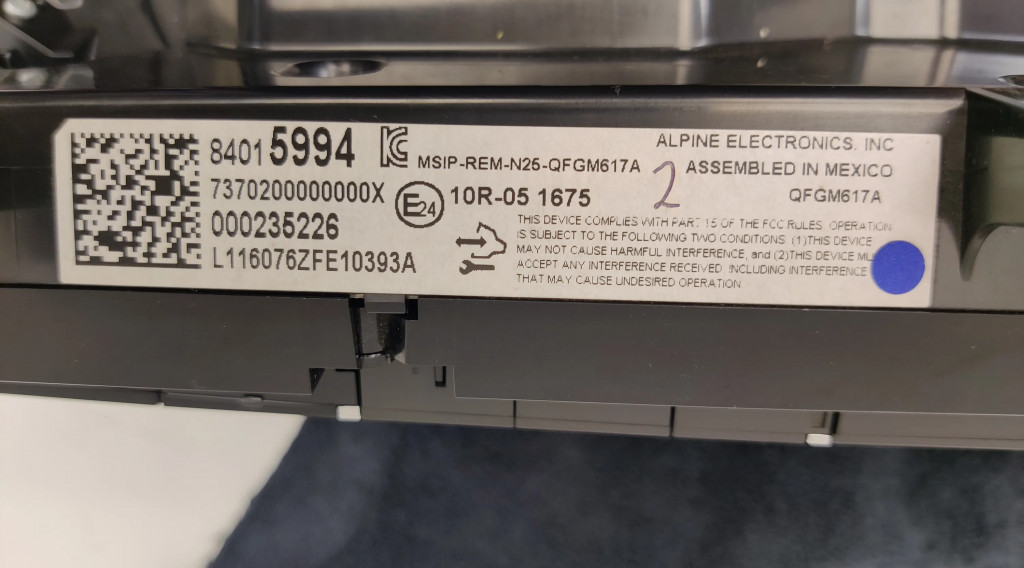 84015994
MSIP-REM-N25-QFGM617A
7370200000000X
E24
10R-05 1675
000235226
L116076ZFE10393A
2
ALPINE ELECTRONICS, INC
ASSEMBLED IN MEXICO
QFGM617A
THIS DEVICE COMPLIES WITH PART 15 OF THE FCC RULES. OPERATION
IS SUBJECT TO THE FOLLOWING TWO CONDITIONS: (1)THIS DEVICE
MAY NOT CAUSE HARMFUL INTERFERENCE, and (2)THIS DEVICE
ACCEPT ANY INTERFERENCE RECEIVED, INCLUDING INTERFERENCE
THAT MAY CAUSE UNDESIRED OPERATION.